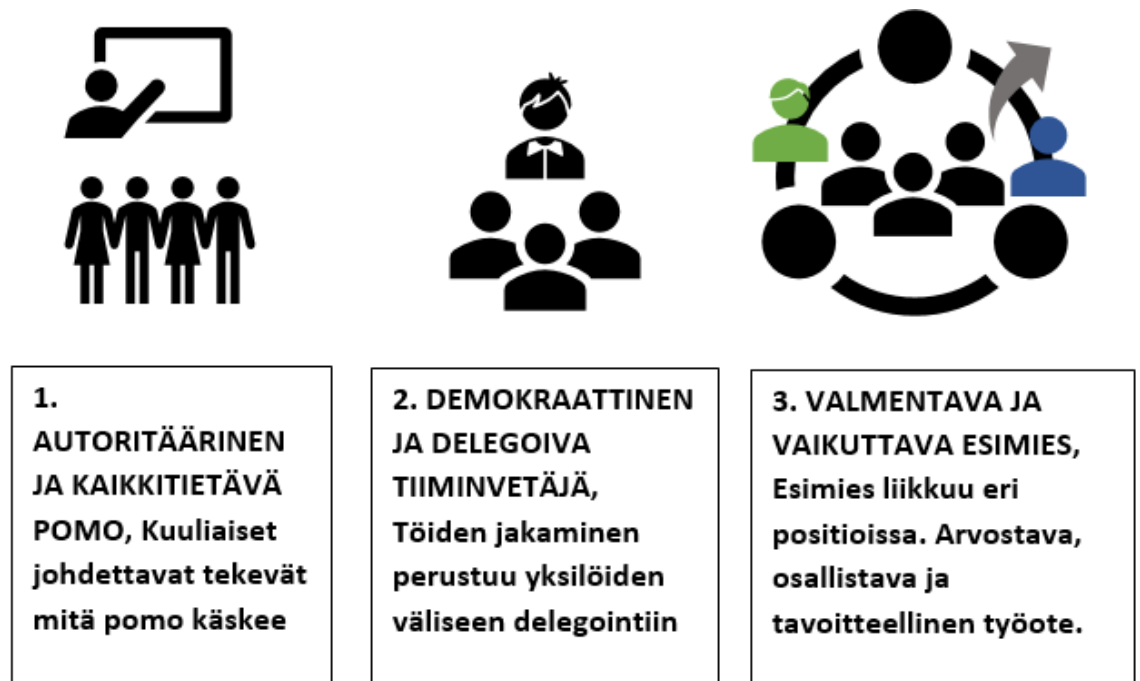 1.
AUTORITÄÄRINEN
JA KAIKKITIETÄVÄ
POMO, Kuuliaiset
johdettavat tekevät
mitä pomo käskee
2. DEMOKRAATTINEN
JA DELEGOIVA
TIIMINVETÄJÄ,
Töiden jakaminen
perustuu yksilöiden
väliseen delegointiin
3. VALMENTAVA JA
VAIKUTTAVA ESIMIES,
Esimies liikkuu eri
positioissa. Arvostava,
osallistava ja
tavoitteellinen työote.